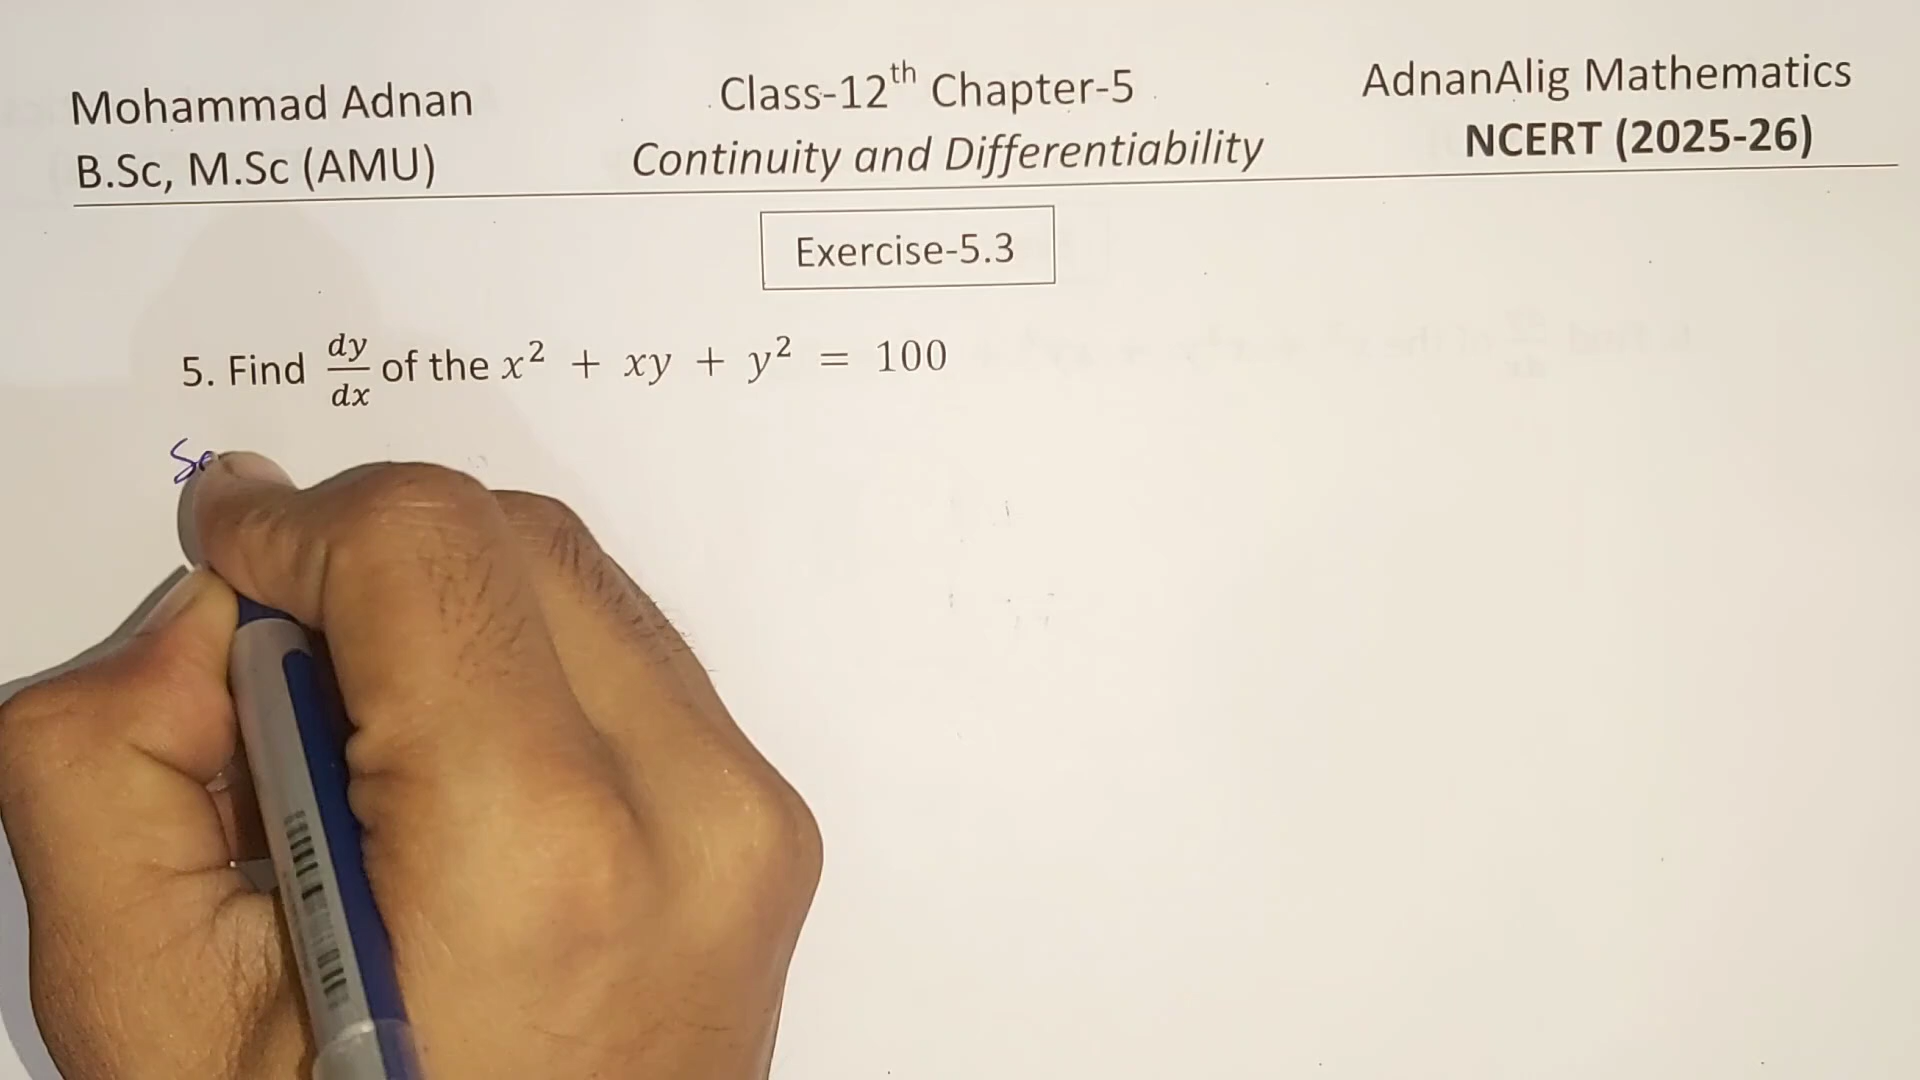 Mohammad Adnan
B.Sc, M.Sc (AMU)
Class-12th Chapter-5
Continuity and Differentiability
AdnanAlig Mathematics
NCERT (2025-26)
Exercise-5.3
5. Find dy/dx of the x² + xy + y² = 100
So